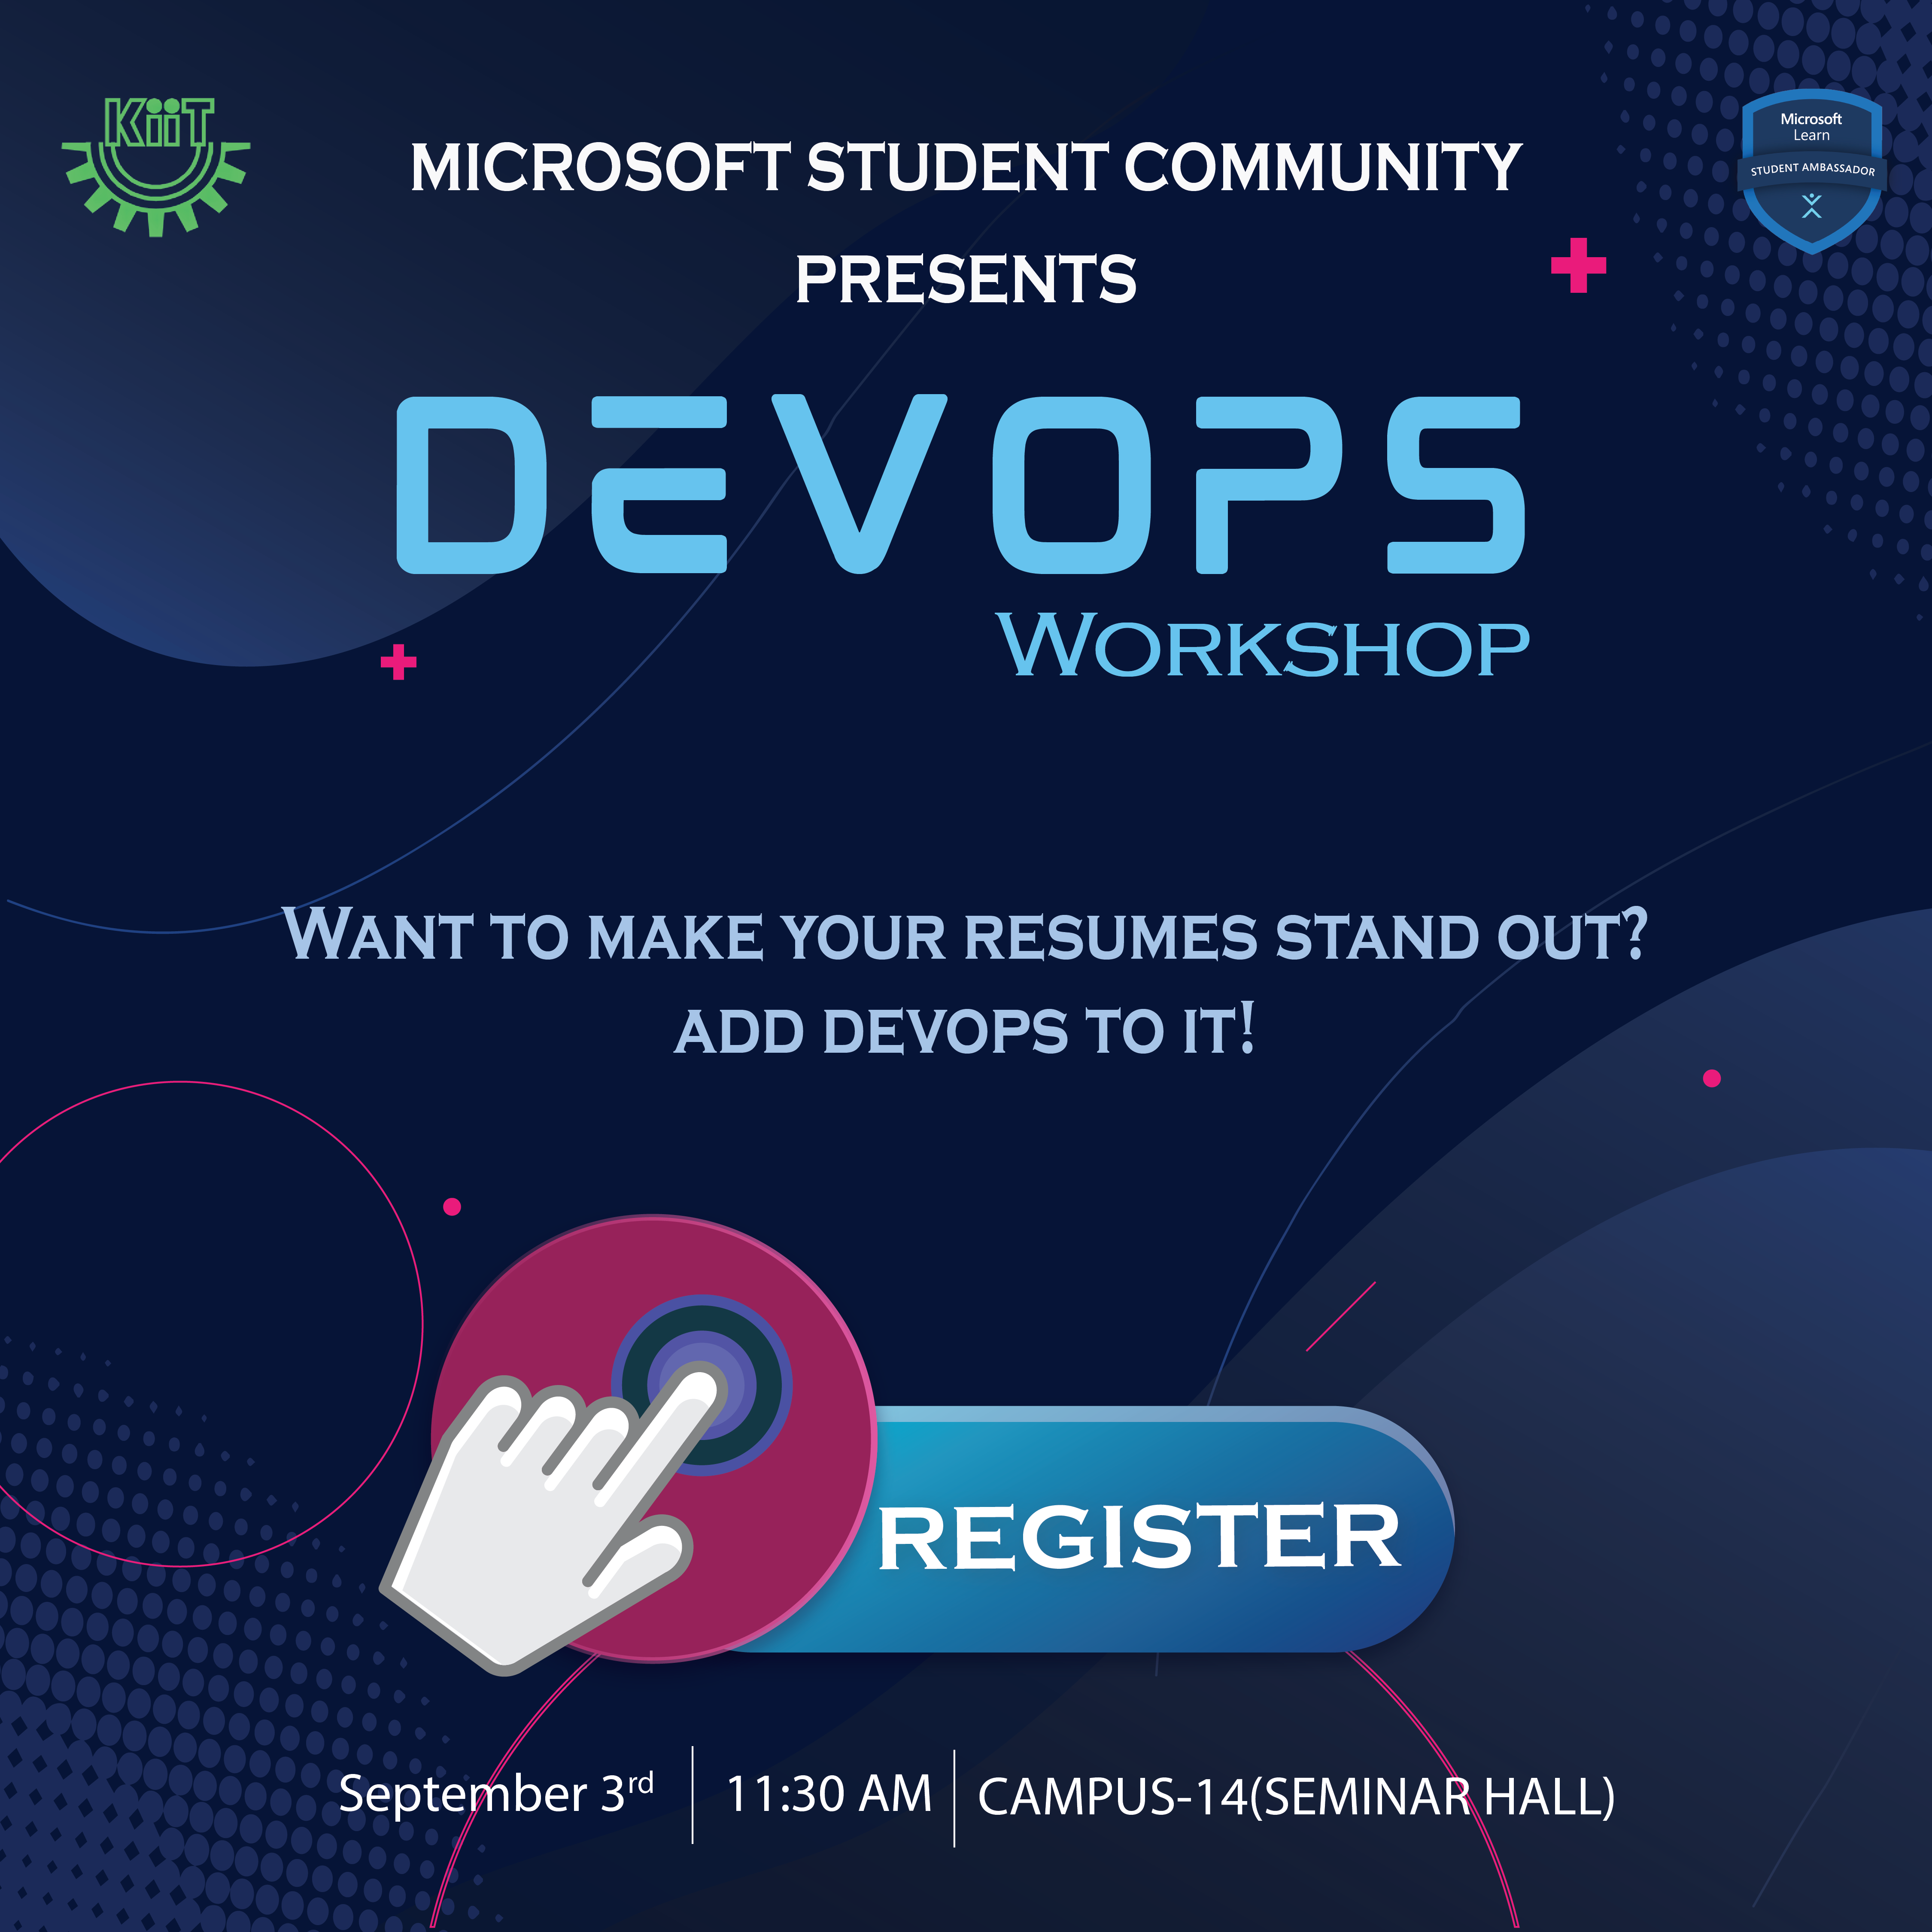 KiiT
Microsoft
Learn
STUDENT AMBASSADOR
MICROSOFT STUDENT COMMUNITY
PRESENTS
DEVOPS
WORKSHOP
WANT TO MAKE YOUR RESUMES STAND OUT?
ADD DEVOPS TO IT!
REGISTER
September 3rd | 11:30 AM | CAMPUS-14(SEMINAR HALL)